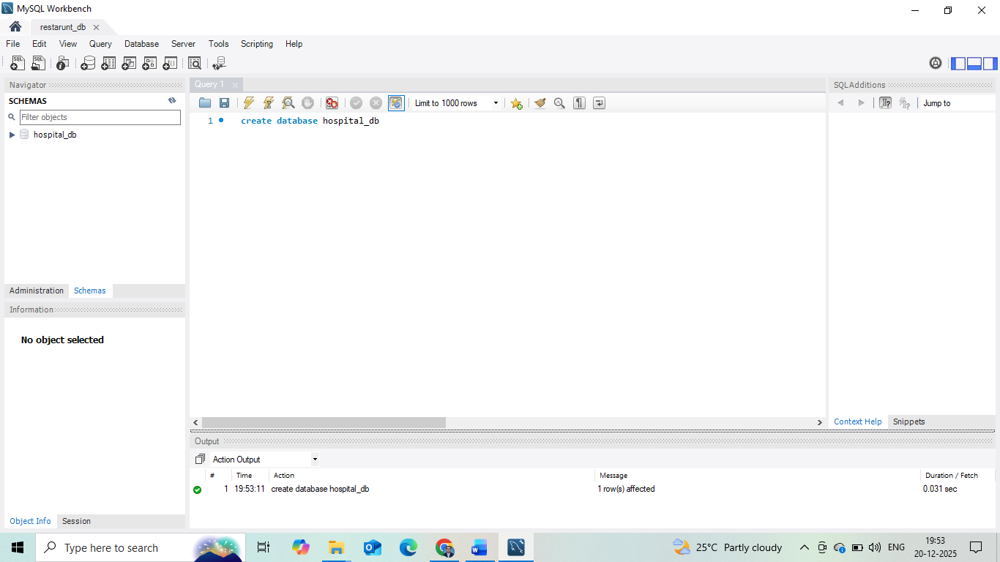 MySQL Workbench
restarunt_db
File Edit View Query Database Server Tools Scripting Help
Navigator
SCHEMAS
Filter objects
hospital_db
Administration Schemas
Information
No object selected
Object Info Session
Query 1
Limit to 1000 rows
1 create database hospital_db
SQLAdditions
Jump to
Context Help Snippets
Output
Action Output
# Time Action Message Duration / Fetch
1 19:53:11 create database hospital_db 1 row(s) affected 0.031 sec
Type here to search
25°C Partly cloudy
ENG
19:53
20-12-2025